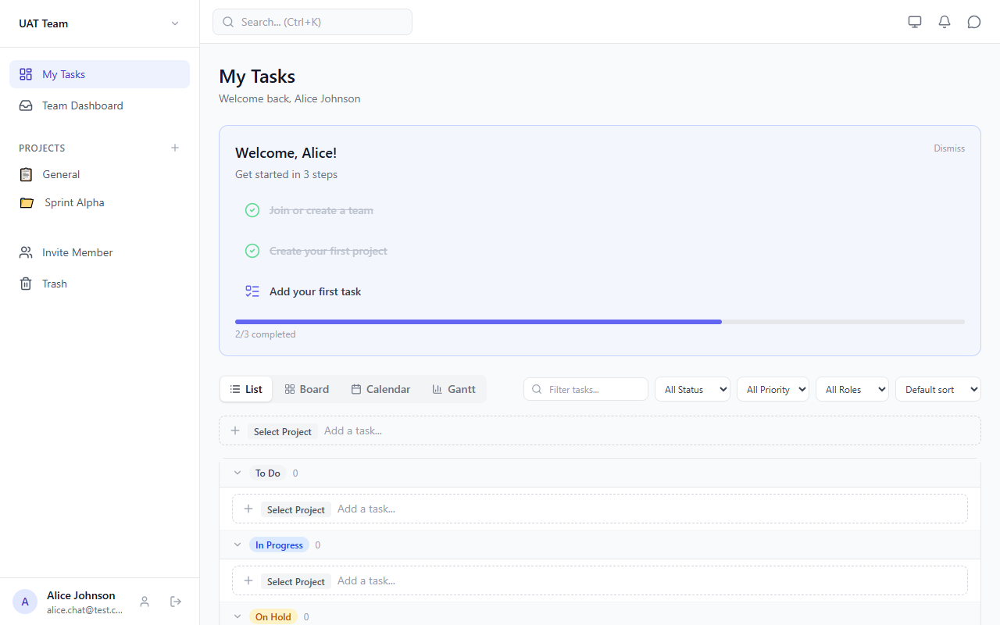 UAT Team
Search... (Ctrl+K)
My Tasks
Team Dashboard
PROJECTS
General
Sprint Alpha
Invite Member
Trash
My Tasks
Welcome back, Alice Johnson
Welcome, Alice!
Dismiss
Get started in 3 steps
Join or create a team
Create your first project
Add your first task
2/3 completed
List Board Calendar Gantt Filter tasks... All Status All Priority All Roles Default sort
Select Project Add a task...
To Do 0
Select Project Add a task...
In Progress 0
Select Project Add a task...
On Hold 0
A
Alice Johnson
alice.chat@test.c...